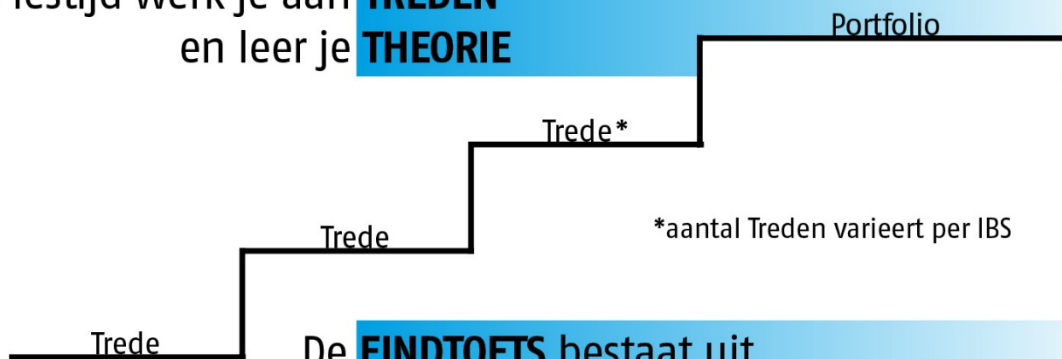 lestijd werk je aan TREDEN
en leer je THEORIE
Portfolio
Trede*
*aantal Treden varieert per IBS
Trede
Trede
De EINDTOETS bestaat uit